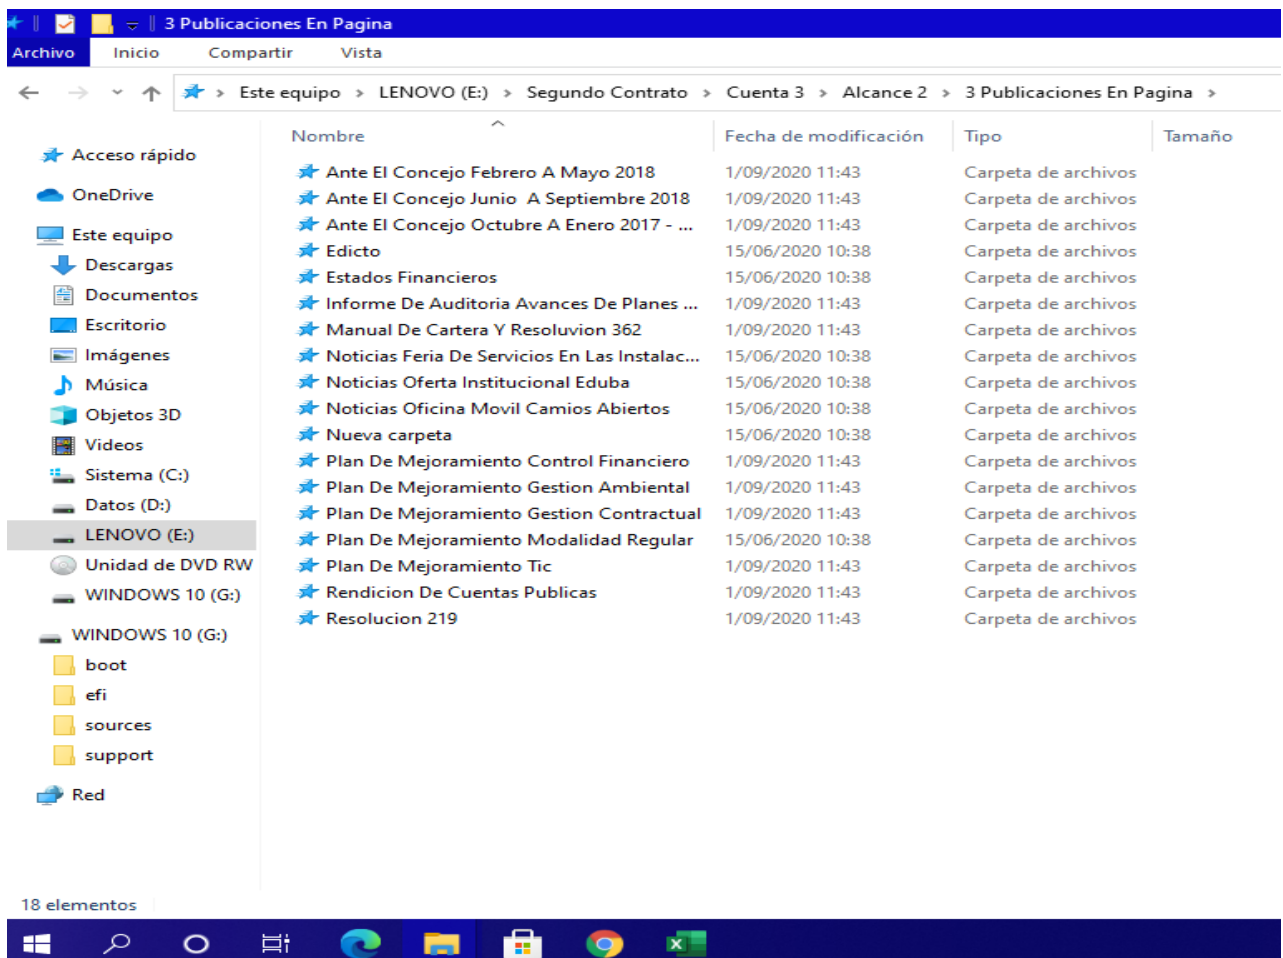 3 Publicaciones En Pagina
Archivo Inicio Compartir Vista
Este equipo > LENOVO (E:) > Segundo Contrato > Cuenta 3 > Alcance 2 > 3 Publicaciones En Pagina >
Nombre Fecha de modificación Tipo Tamaño
Acceso rápido
OneDrive
Este equipo
Descargas
Documentos
Escritorio
Imágenes
Música
Objetos 3D
Videos
Sistema (C:)
Datos (D:)
LENOVO (E:)
Unidad de DVD RW
WINDOWS 10 (G:)
WINDOWS 10 (G:)
boot
efi
sources
support
Red
Ante El Concejo Febrero A Mayo 2018 1/09/2020 11:43 Carpeta de archivos
Ante El Concejo Junio  A Septiembre 2018 1/09/2020 11:43 Carpeta de archivos
Ante El Concejo Octubre A Enero 2017 - ... 1/09/2020 11:43 Carpeta de archivos
Edicto 15/06/2020 10:38 Carpeta de archivos
Estados Financieros 15/06/2020 10:38 Carpeta de archivos
Informe De Auditoria Avances De Planes ... 1/09/2020 11:43 Carpeta de archivos
Manual De Cartera Y Resoluvion 362 1/09/2020 11:43 Carpeta de archivos
Noticias Feria De Servicios En Las Instalac... 15/06/2020 10:38 Carpeta de archivos
Noticias Oferta Institucional Eduba 15/06/2020 10:38 Carpeta de archivos
Noticias Oficina Movil Camios Abiertos 15/06/2020 10:38 Carpeta de archivos
Nueva carpeta 15/06/2020 10:38 Carpeta de archivos
Plan De Mejoramiento Control Financiero 1/09/2020 11:43 Carpeta de archivos
Plan De Mejoramiento Gestion Ambiental 1/09/2020 11:43 Carpeta de archivos
Plan De Mejoramiento Gestion Contractual 1/09/2020 11:43 Carpeta de archivos
Plan De Mejoramiento Modalidad Regular 15/06/2020 10:38 Carpeta de archivos
Plan De Mejoramiento Tic 1/09/2020 11:43 Carpeta de archivos
Rendicion De Cuentas Publicas 1/09/2020 11:43 Carpeta de archivos
Resolucion 219 1/09/2020 11:43 Carpeta de archivos
18 elementos